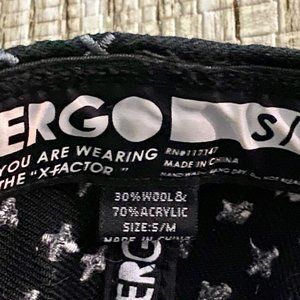 ERGO S/
YOU ARE WEARING
THE "X-FACTOR"
RN#112147
MADE IN CHINA
30% WOOL&
70% ACRYLIC
SIZE:S/M
MADE IN CHINA
ERG